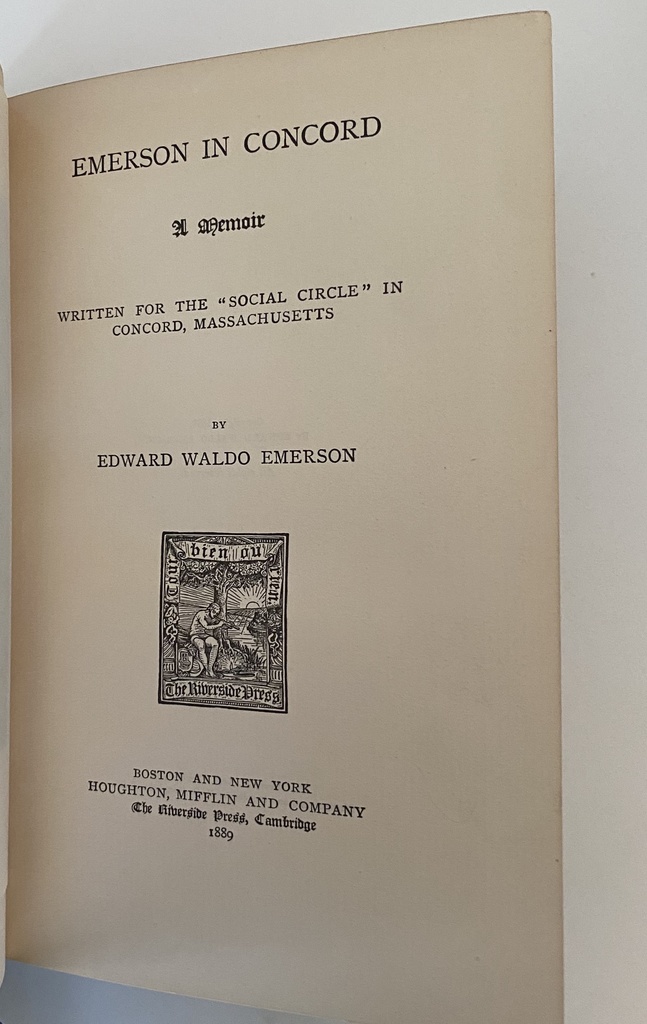 EMERSON IN CONCORD
A Memoir
WRITTEN FOR THE "SOCIAL CIRCLE" IN
CONCORD, MASSACHUSETTS
BY
EDWARD WALDO EMERSON
Tout bien ou rien.
The Riverside Press
BOSTON AND NEW YORK
HOUGHTON, MIFFLIN AND COMPANY
The Riverside Press, Cambridge
1889